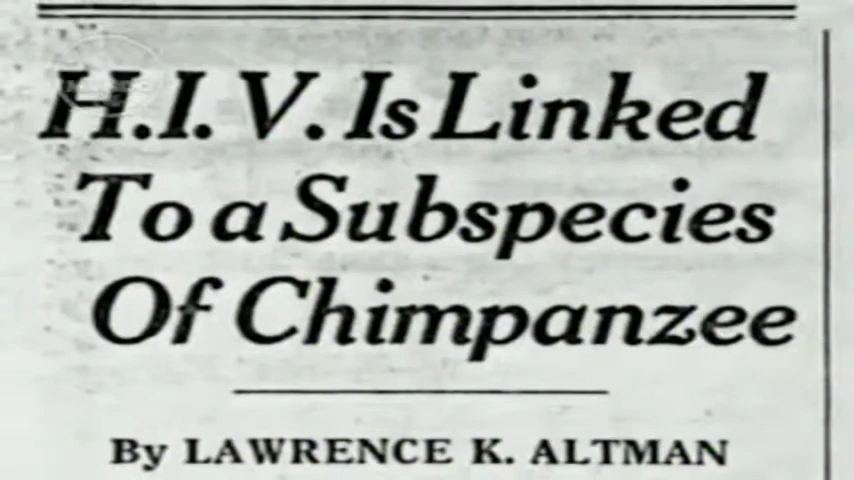 H.I.V. Is Linked
To a Subspecies
Of Chimpanzee
By LAWRENCE K. ALTMAN